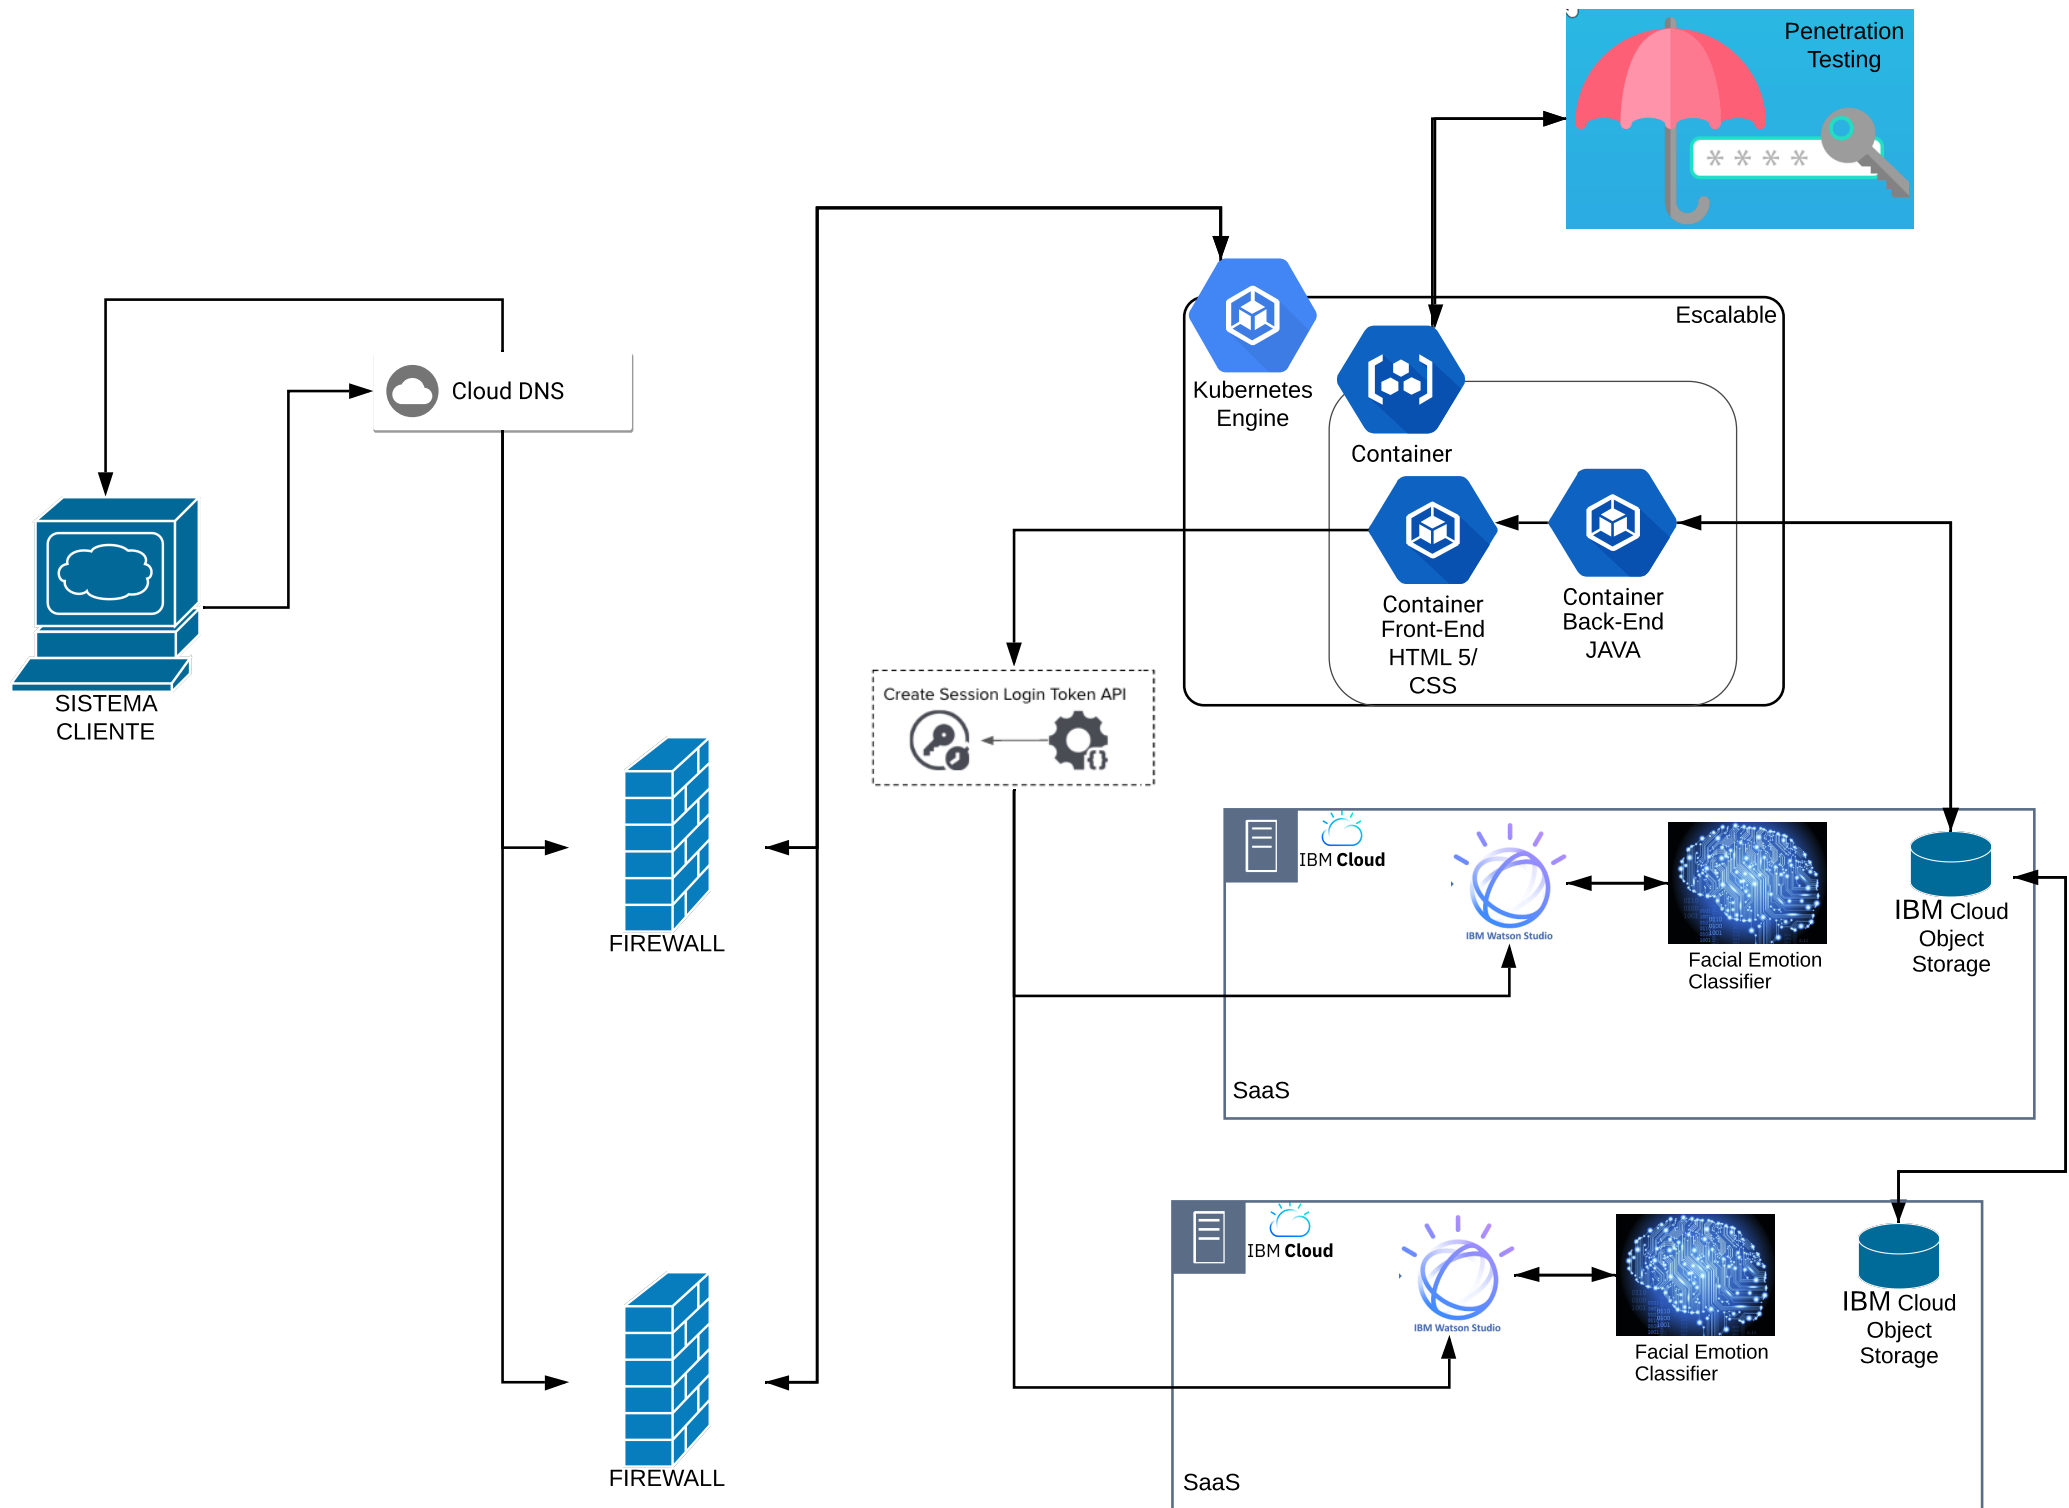 Penetration
Testing
* * * *
Escalable
Cloud DNS
Kubernetes
Engine
Container
Container
Front-End
HTML 5/
CSS
Container
Back-End
JAVA
SISTEMA
CLIENTE
Create Session Login Token API
{}
FIREWALL
IBM Cloud
IBM Watson Studio
Facial Emotion
Classifier
IBM Cloud
Object
Storage
SaaS
IBM Cloud
IBM Watson Studio
Facial Emotion
Classifier
IBM Cloud
Object
Storage
FIREWALL
SaaS